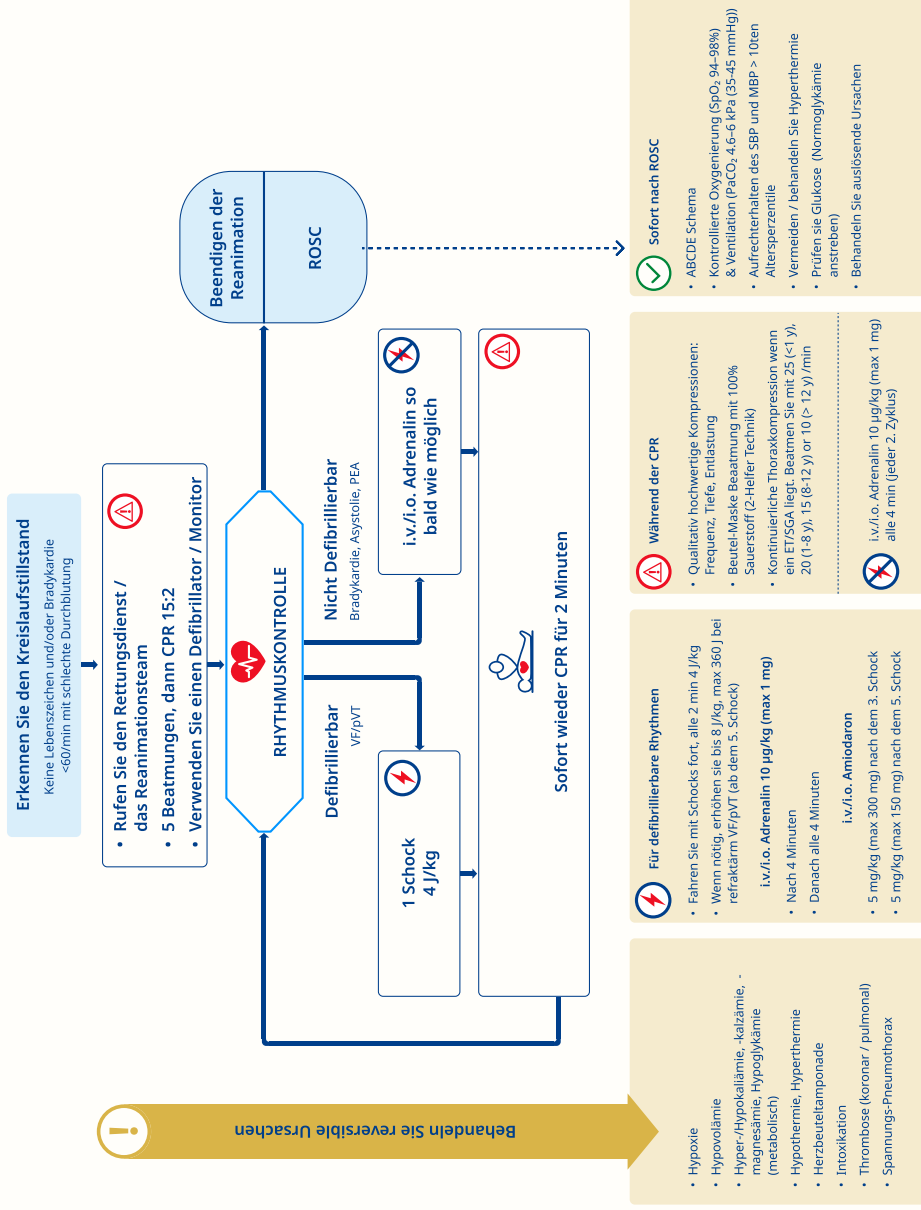 Erkennen Sie den Kreislaufstillstand
Keine Lebenszeichen und/oder Bradykardie
<60/min mit schlechte Durchblutung
• Rufen Sie den Rettungsdienst /
das Reanimationsteam
• 5 Beatmungen, dann CPR 15:2
• Verwenden Sie einen Defibrillator / Monitor
RHYTHMUSKONTROLLE
Defibrillierbar
VF/pVT
Nicht Defibrillierbar
Bradykardie, Asystolie, PEA
Beendigen der
Reanimation
ROSC
1 Schock
4 J/kg
i.v./i.o. Adrenalin so
bald wie möglich
Sofort wieder CPR für 2 Minuten
Behandeln Sie reversible Ursachen
• Hypoxie
• Hypovolämie
• Hyper-/Hypokaliämie, -kalzämie, -
magnesämie, Hypoglykämie
(metabolisch)
• Hypothermie, Hyperthermie
• Herzbeuteltamponade
• Intoxikation
• Thrombose (koronar / pulmonal)
• Spannungs-Pneumothorax
Für defibrillierbare Rhythmen
• Fahren Sie mit Schocks fort, alle 2 min 4 J/kg
• Wenn nötig, erhöhen sie bis 8 J/kg, max 360 J bei
refraktärm VF/pVT (ab dem 5. Schock)
i.v./i.o. Adrenalin 10 µg/kg (max 1 mg)
• Nach 4 Minuten
• Danach alle 4 Minuten
i.v./i.o. Amiodaron
• 5 mg/kg (max 300 mg) nach dem 3. Schock
• 5 mg/kg (max 150 mg) nach dem 5. Schock
Während der CPR
• Qualitativ hochwertige Kompressionen:
Frequenz, Tiefe, Entlastung
• Beutel-Maske Beaatmung mit 100%
Sauerstoff (2-Helfer Technik)
• Kontinuierliche Thoraxkompression wenn
ein ET/SGA liegt. Beatmen Sie mit 25 (<1 y),
20 (1-8 y), 15 (8-12 y) or 10 (> 12 y) /min
i.v./i.o. Adrenalin 10 µg/kg (max 1 mg)
alle 4 min (jeder 2. Zyklus)
Sofort nach ROSC
• ABCDE Schema
• Kontrollierte Oxygenierung (SpO₂ 94–98%)
& Ventilation (PaCO₂ 4.6–6 kPa (35-45 mmHg))
• Aufrechterhalten des SBP und MBP > 10ten
Altersperzentile
• Vermeiden / behandeln Sie Hyperthermie
• Prüfen sie Glukose (Normoglykämie
anstreben)
• Behandeln Sie auslösende Ursachen